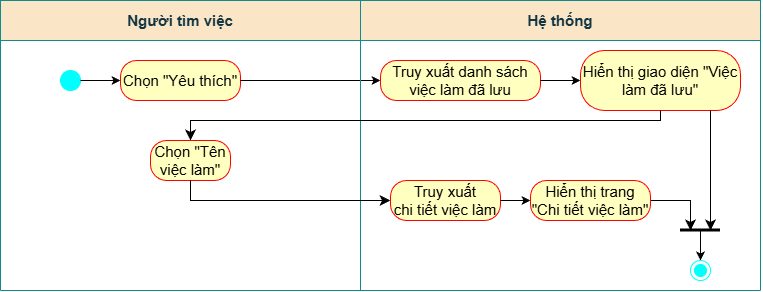 Người tìm việc
Hệ thống
Chọn "Yêu thích"
Truy xuất danh sách
việc làm đã lưu
Hiển thị giao diện "Việc
làm đã lưu"
Chọn "Tên
việc làm"
Truy xuất
chi tiết việc làm
Hiển thị trang
"Chi tiết việc làm"